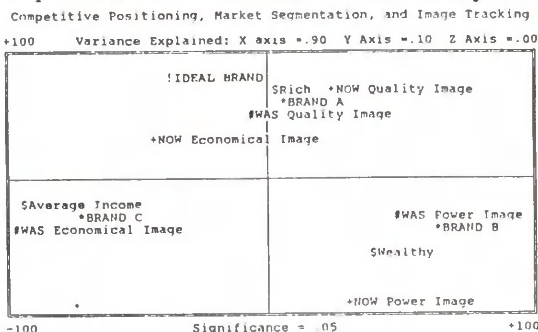 Competitive Positioning, Market Segmentation, and Image Tracking
+100 Variance Explained: X axis =.90 Y Axis =.10 Z Axis =.00
!IDEAL BRAND
$Rich +NOW Quality Image
*BRAND A
#WAS Quality Image
+NOW Economical Image
$Average Income
*BRAND C
#WAS Economical Image
#WAS Power Image
*BRAND B
$Wealthy
+NOW Power Image
-100 Significance = .05 +100